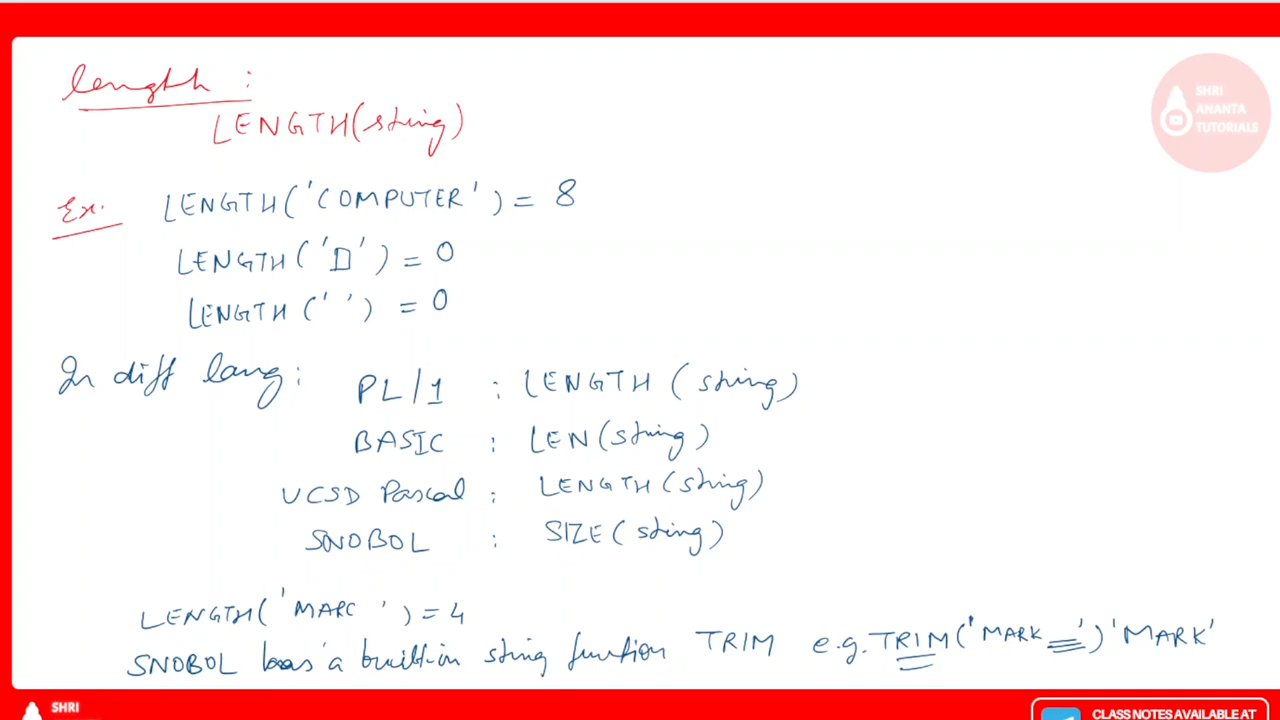 length :
LENGTH(string)
SHRI
ANANTA
TUTORIALS
Ex. LENGTH('COMPUTER') = 8
LENGTH('□') = 0
LENGTH(' ') = 0
In diff lang:
PL/1 : LENGTH (string)
BASIC : LEN(string)
UCSD Pascal : LENGTH(string)
SNOBOL : SIZE(string)
LENGTH('MARC ') = 4
SNOBOL has a built-in string function TRIM e.g. TRIM('MARK ') 'MARK'
SHRI
CLASS NOTES AVAILABLE AT